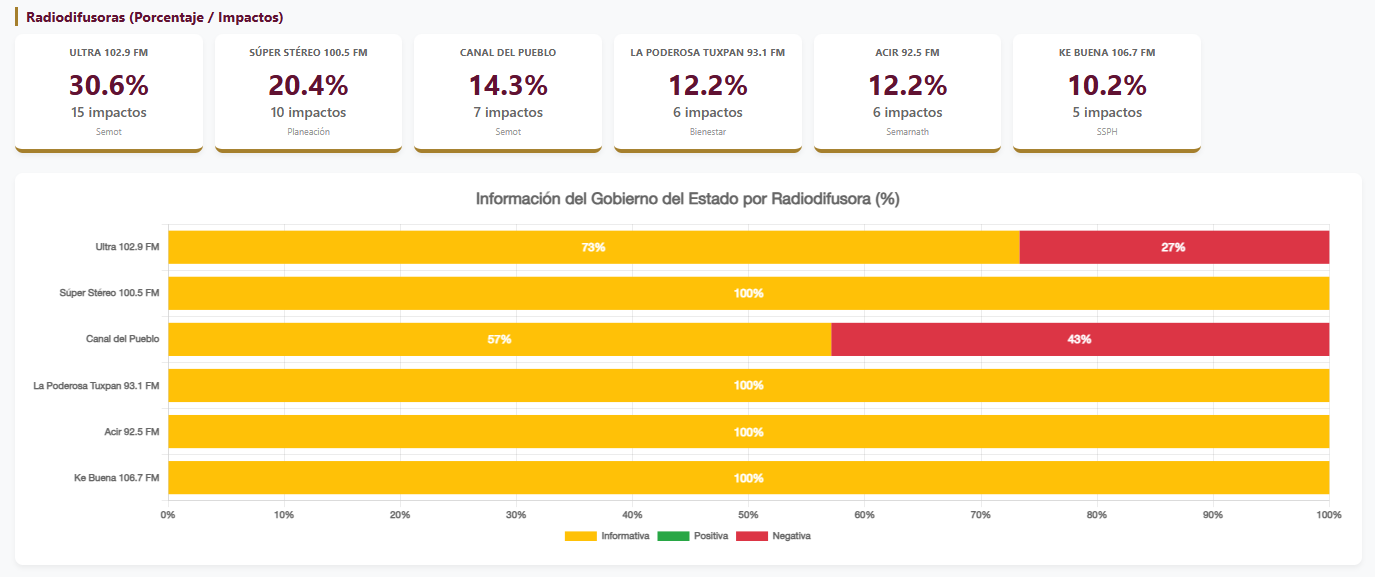 Radiodifusoras (Porcentaje / Impactos)
ULTRA 102.9 FM
30.6%
15 impactos
Semot
SÚPER STÉREO 100.5 FM
20.4%
10 impactos
Planeación
CANAL DEL PUEBLO
14.3%
7 impactos
Semot
LA PODEROSA TUXPAN 93.1 FM
12.2%
6 impactos
Bienestar
ACIR 92.5 FM
12.2%
6 impactos
Semarnath
KE BUENA 106.7 FM
10.2%
5 impactos
SSPH
Información del Gobierno del Estado por Radiodifusora (%)
Ultra 102.9 FM 73% 27%
Súper Stéreo 100.5 FM 100%
Canal del Pueblo 57% 43%
La Poderosa Tuxpan 93.1 FM 100%
Acir 92.5 FM 100%
Ke Buena 106.7 FM 100%
0% 10% 20% 30% 40% 50% 60% 70% 80% 90% 100%
Informativa Positiva Negativa